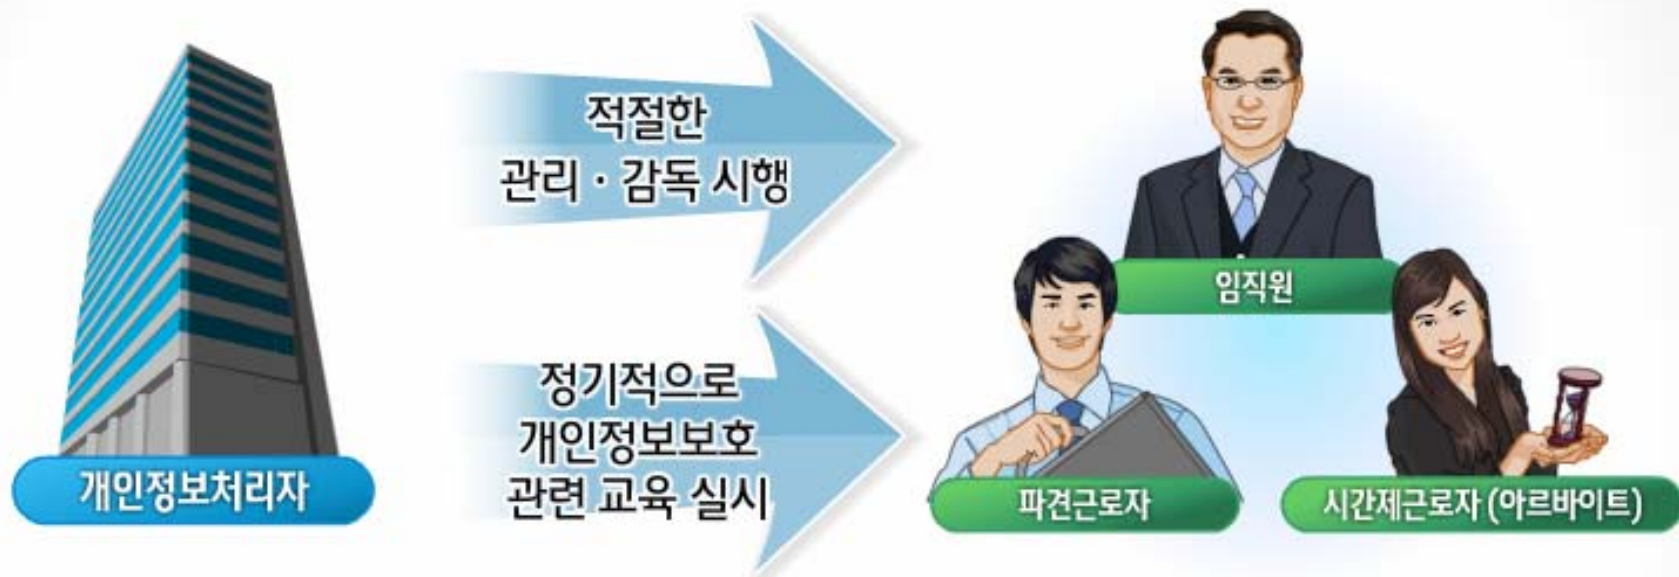 적절한
관리 · 감독 시행
정기적으로
개인정보보호
관련 교육 실시
개인정보처리자
임직원
파견근로자
시간제근로자 (아르바이트)